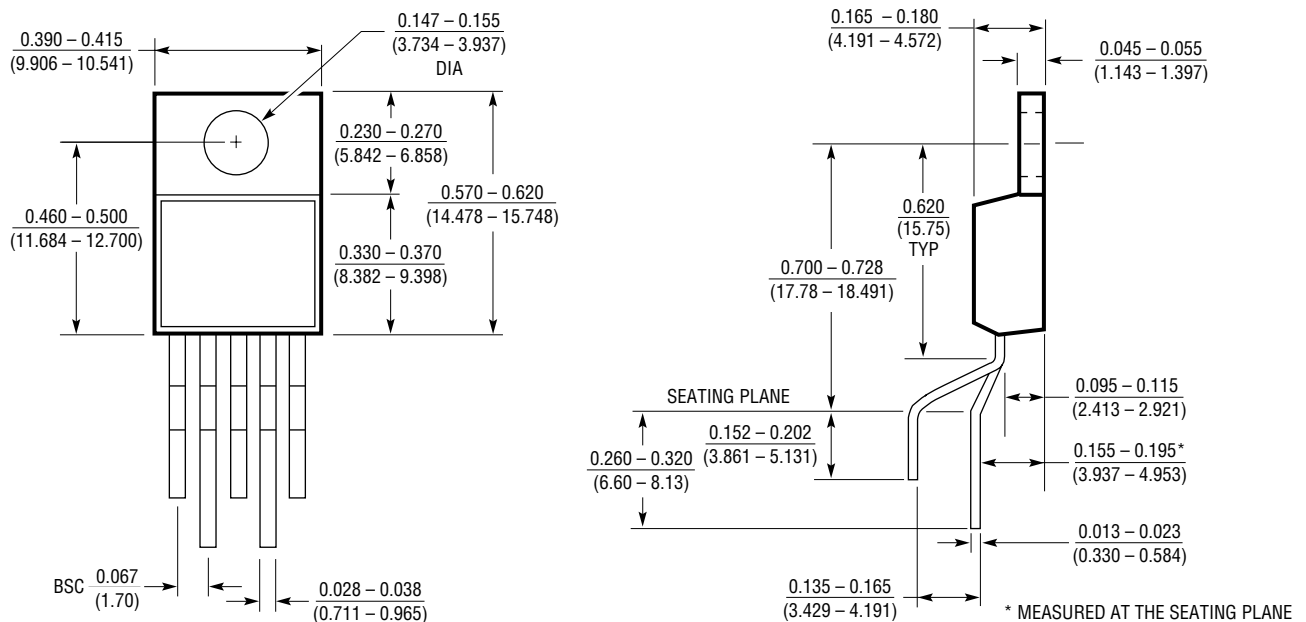 0.390 – 0.415
(9.906 – 10.541)
0.147 – 0.155
(3.734 – 3.937)
DIA
0.230 – 0.270
(5.842 – 6.858)
0.460 – 0.500
(11.684 – 12.700)
0.570 – 0.620
(14.478 – 15.748)
0.330 – 0.370
(8.382 – 9.398)
BSC 0.067
(1.70)
0.028 – 0.038
(0.711 – 0.965)
0.165 – 0.180
(4.191 – 4.572)
0.045 – 0.055
(1.143 – 1.397)
0.620
(15.75)
TYP
0.700 – 0.728
(17.78 – 18.491)
SEATING PLANE
0.152 – 0.202
(3.861 – 5.131)
0.260 – 0.320
(6.60 – 8.13)
0.095 – 0.115
(2.413 – 2.921)
0.155 – 0.195*
(3.937 – 4.953)
0.013 – 0.023
(0.330 – 0.584)
0.135 – 0.165
(3.429 – 4.191)
* MEASURED AT THE SEATING PLANE